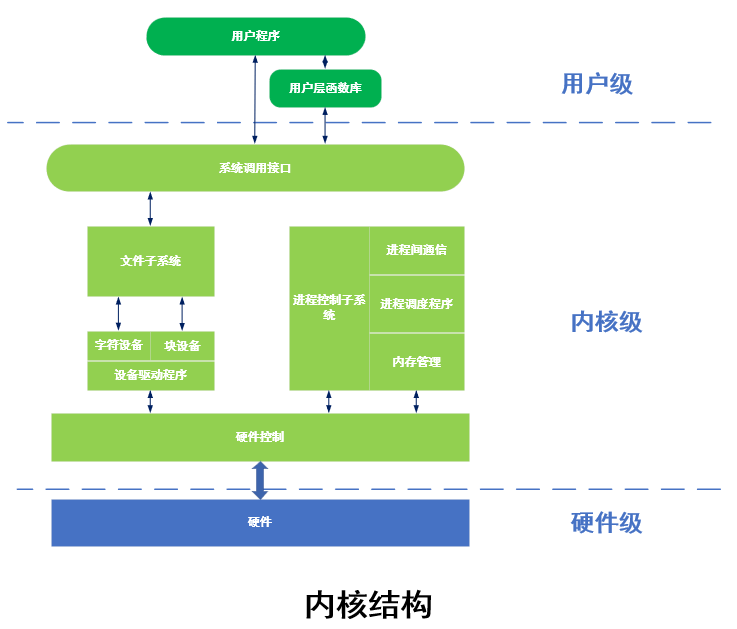 用户程序
用户层函数库
用户级
系统调用接口
文件子系统
进程控制子系
统
进程间通信
进程调度程序
内存管理
内核级
字符设备
块设备
设备驱动程序
硬件控制
硬件
硬件级
内核结构